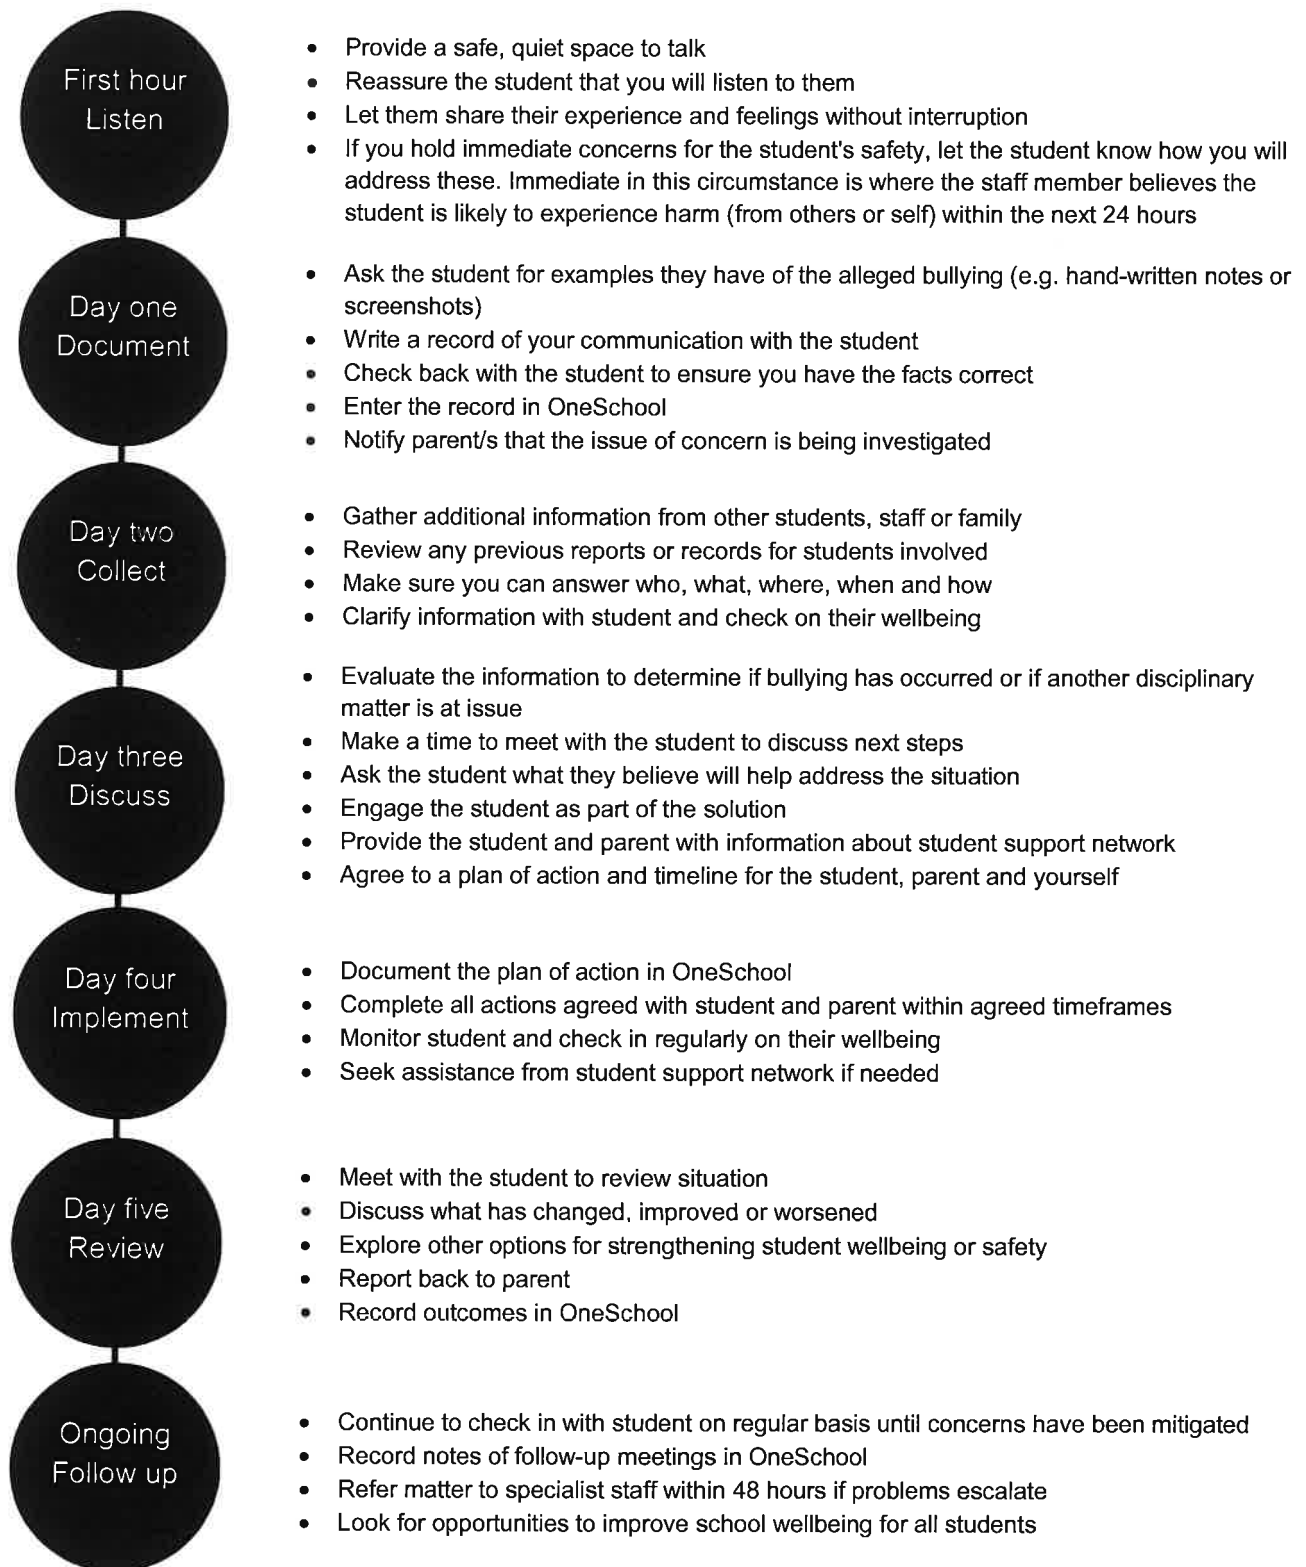 First hour
Listen
• Provide a safe, quiet space to talk
• Reassure the student that you will listen to them
• Let them share their experience and feelings without interruption
• If you hold immediate concerns for the student's safety, let the student know how you will
address these. Immediate in this circumstance is where the staff member believes the
student is likely to experience harm (from others or self) within the next 24 hours
Day one
Document
• Ask the student for examples they have of the alleged bullying (e.g. hand-written notes or
screenshots)
• Write a record of your communication with the student
• Check back with the student to ensure you have the facts correct
• Enter the record in OneSchool
• Notify parent/s that the issue of concern is being investigated
Day two
Collect
• Gather additional information from other students, staff or family
• Review any previous reports or records for students involved
• Make sure you can answer who, what, where, when and how
• Clarify information with student and check on their wellbeing
Day three
Discuss
• Evaluate the information to determine if bullying has occurred or if another disciplinary
matter is at issue
• Make a time to meet with the student to discuss next steps
• Ask the student what they believe will help address the situation
• Engage the student as part of the solution
• Provide the student and parent with information about student support network
• Agree to a plan of action and timeline for the student, parent and yourself
Day four
Implement
• Document the plan of action in OneSchool
• Complete all actions agreed with student and parent within agreed timeframes
• Monitor student and check in regularly on their wellbeing
• Seek assistance from student support network if needed
Day five
Review
• Meet with the student to review situation
• Discuss what has changed, improved or worsened
• Explore other options for strengthening student wellbeing or safety
• Report back to parent
• Record outcomes in OneSchool
Ongoing
Follow up
• Continue to check in with student on regular basis until concerns have been mitigated
• Record notes of follow-up meetings in OneSchool
• Refer matter to specialist staff within 48 hours if problems escalate
• Look for opportunities to improve school wellbeing for all students